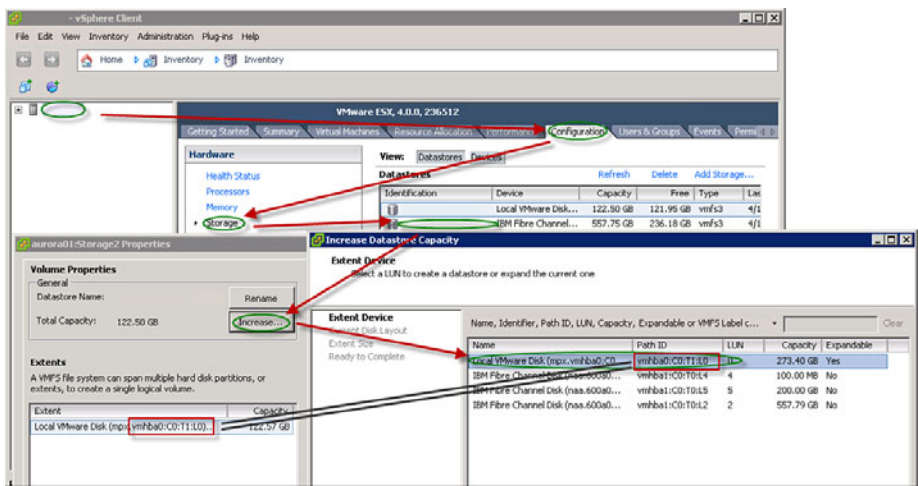 - vSphere Client
File Edit View Inventory Administration Plug-ins Help
Home Inventory Inventory
VMware ESX, 4.0.0, 236512
Getting Started Summary Virtual Machines Resource Allocation Performance Configuration Users & Groups Events Permi
Hardware
Health Status
Processors
Memory
Storage
View: Datastores Devices
Datastores Refresh Delete Add Storage...
Identification Device Capacity Free Type Las
Local VMware Disk... 122.50 GB 121.95 GB vmfs3 4/1
IBM Fibre Channel... 557.75 GB 236.18 GB vmfs3 4/1
aurora01:Storage2 Properties
Volume Properties
General
Datastore Name: Rename
Total Capacity: 122.50 GB Increase...
Extents
A VMFS file system can span multiple hard disk partitions, or
extents, to create a single logical volume.
Extent Capacity
Local VMware Disk (mpx.vmhba0:C0:T1:L0)... 122.57 GB
Increase Datastore Capacity
Extent Device
Select a LUN to create a datastore or expand the current one
Extent Device
Current Disk Layout
Extent Size
Ready to Complete
Name, Identifier, Path ID, LUN, Capacity, Expandable or VMFS Label c... Clear
Name Path ID LUN Capacity Expandable
Local VMware Disk (mpx.vmhba0:C0... vmhba0:C0:T1:L0 0 273.40 GB Yes
IBM Fibre Channel Disk (naa.600a0... vmhba1:C0:T0:L4 4 100.00 MB No
IBM Fibre Channel Disk (naa.600a0... vmhba1:C0:T0:L5 5 200.00 GB No
IBM Fibre Channel Disk (naa.600a0... vmhba1:C0:T0:L2 2 557.79 GB No